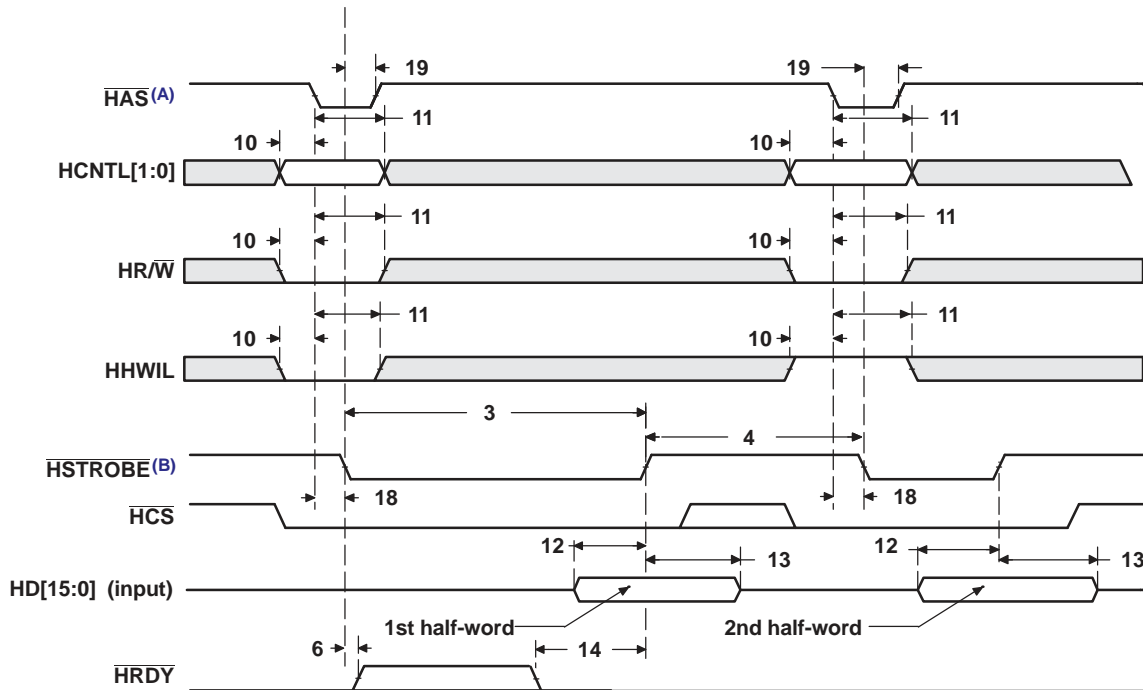 19 19
HAS(A)
11 11
10 10
HCNTL[1:0]
11 11
10 10
HR/W
11 11
10 10
HHWIL
3
4
HSTROBE(B)
18 18
HCS
12 12
13 13
HD[15:0] (input)
1st half-word 2nd half-word
6 14
HRDY